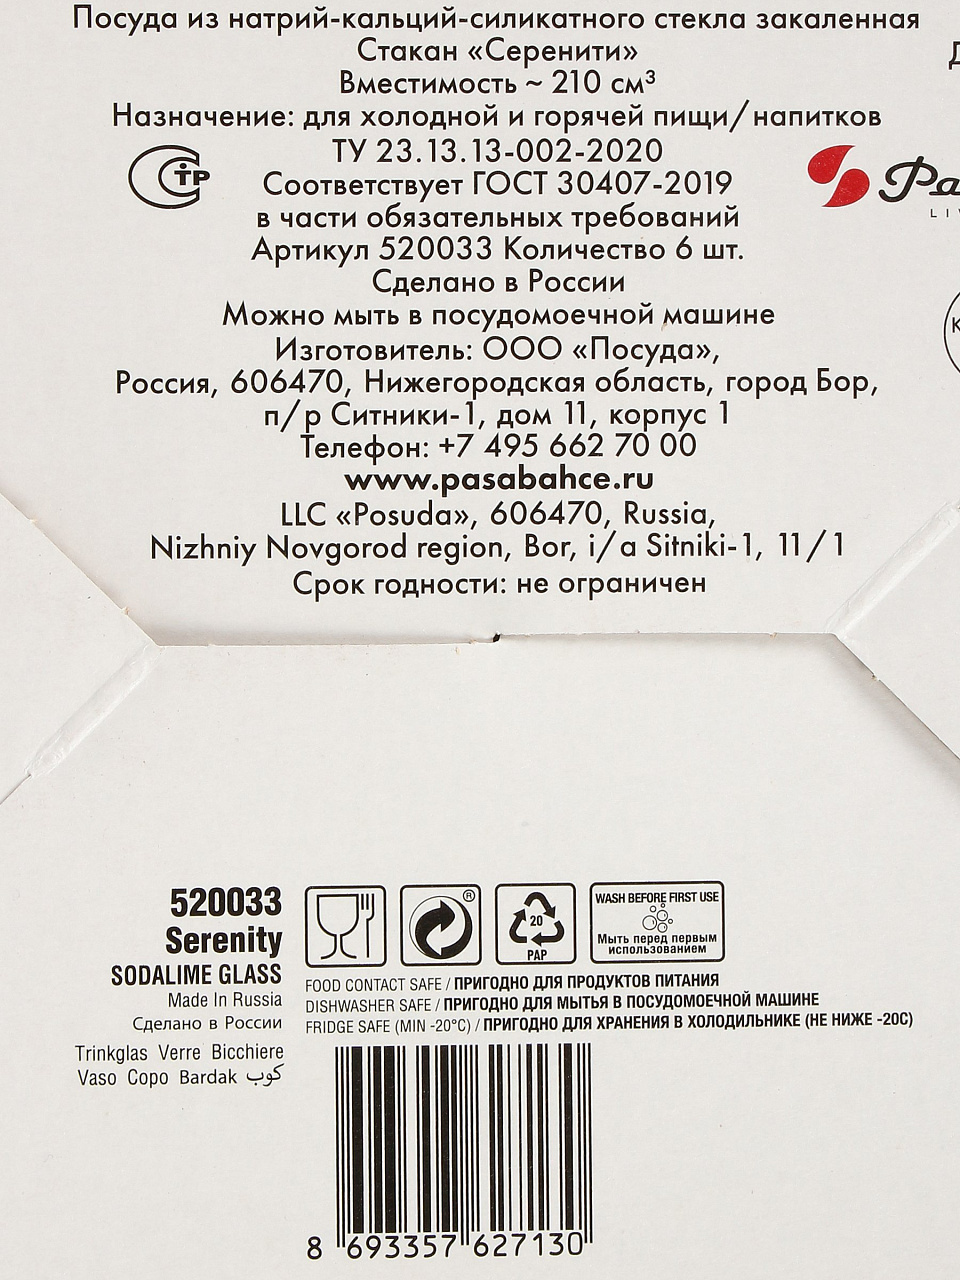 Посуда из натрий-кальций-силикатного стекла закаленная
Стакан «Серенити»
Вместимость ~ 210 см³
Назначение: для холодной и горячей пищи/напитков
ТУ 23.13.13-002-2020
Соответствует ГОСТ 30407-2019
в части обязательных требований
Артикул 520033 Количество 6 шт.
Сделано в России
Можно мыть в посудомоечной машине
Изготовитель: ООО «Посуда»,
Россия, 606470, Нижегородская область, город Бор,
п/р Ситники-1, дом 11, корпус 1
Телефон: +7 495 662 70 00
www.pasabahce.ru
LLC «Posuda», 606470, Russia,
Nizhniy Novgorod region, Bor, i/a Sitniki-1, 11/1
Срок годности: не ограничен
СТР
Pa
LIV
К
520033
Serenity
SODALIME GLASS
Made In Russia
Сделано в России
Trinkglas Verre Bicchiere
Vaso Copo Bardak كوب
®
20
PAP
WASH BEFORE FIRST USE
Мыть перед первым
использованием
FOOD CONTACT SAFE / ПРИГОДНО ДЛЯ ПРОДУКТОВ ПИТАНИЯ
DISHWASHER SAFE / ПРИГОДНО ДЛЯ МЫТЬЯ В ПОСУДОМОЕЧНОЙ МАШИНЕ
FRIDGE SAFE (MIN -20°C) / ПРИГОДНО ДЛЯ ХРАНЕНИЯ В ХОЛОДИЛЬНИКЕ (НЕ НИЖЕ -20C)
8 693357 627130